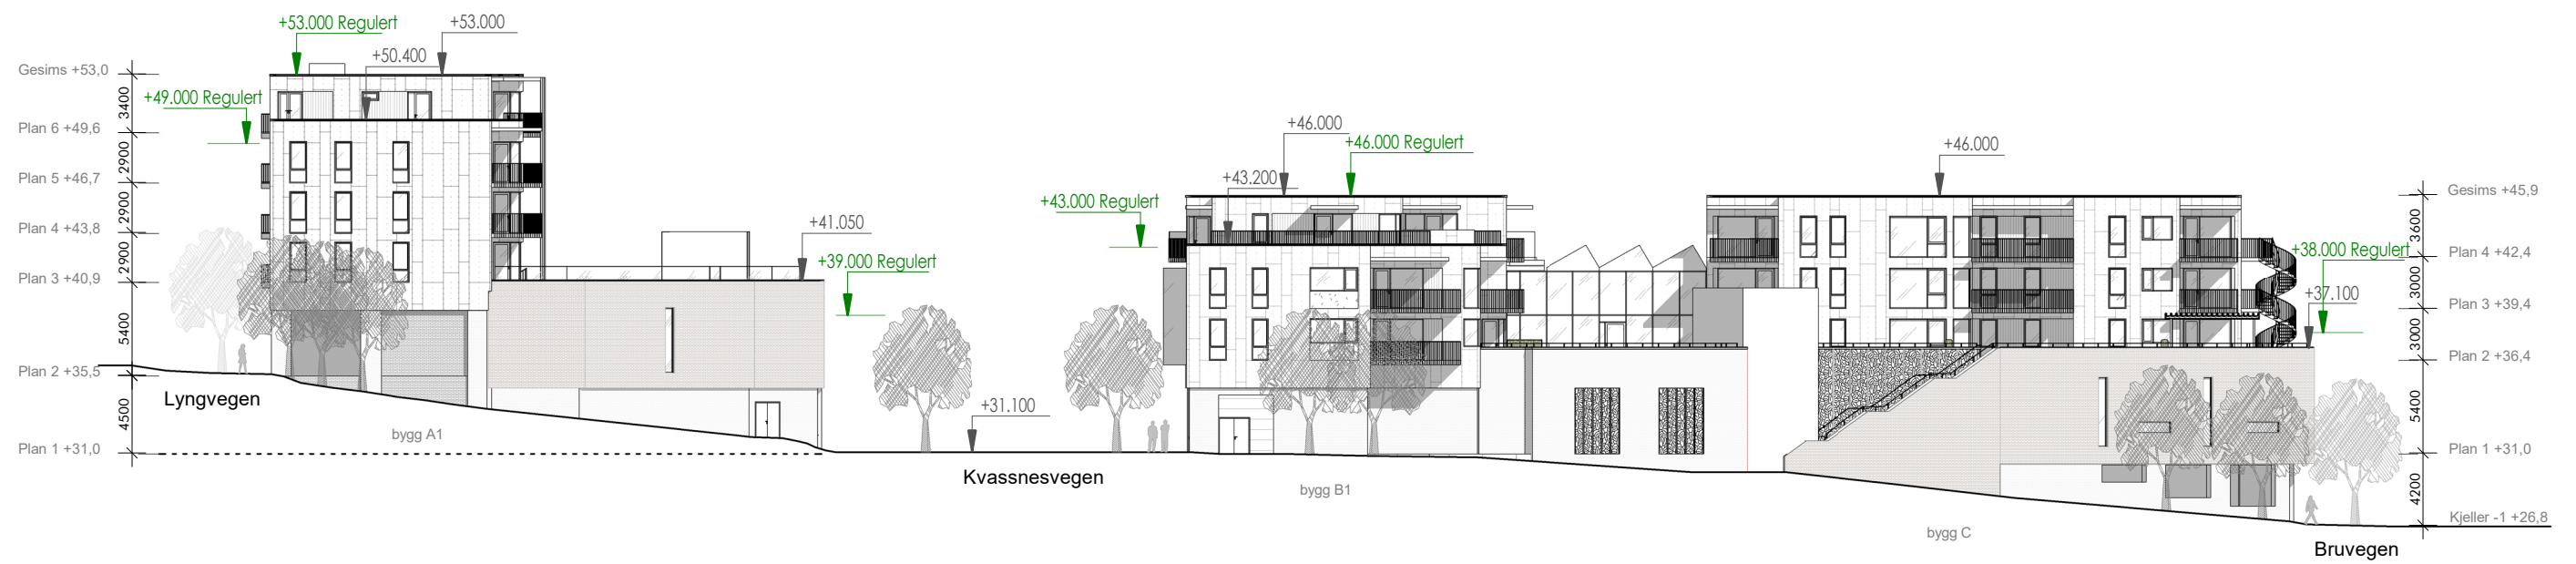 +53.000 Regulert
+53.000
+50.400
Gesims +53,0
+49.000 Regulert
3400
Plan 6 +49,6
2900
Plan 5 +46,7
2900
Plan 4 +43,8
2900
Plan 3 +40,9
5400
Plan 2 +35,5
4500
Plan 1 +31,0
Lyngvegen
bygg A1
+41.050
+39.000 Regulert
+31.100
Kvassnesvegen
+46.000
+46.000 Regulert
+43.200
+43.000 Regulert
bygg B1
+46.000
bygg C
Gesims +45,9
3600
+38.000 Regulert
Plan 4 +42,4
3000
+37.100
Plan 3 +39,4
3000
Plan 2 +36,4
5400
Plan 1 +31,0
4200
Kjeller -1 +26,8
Bruvegen